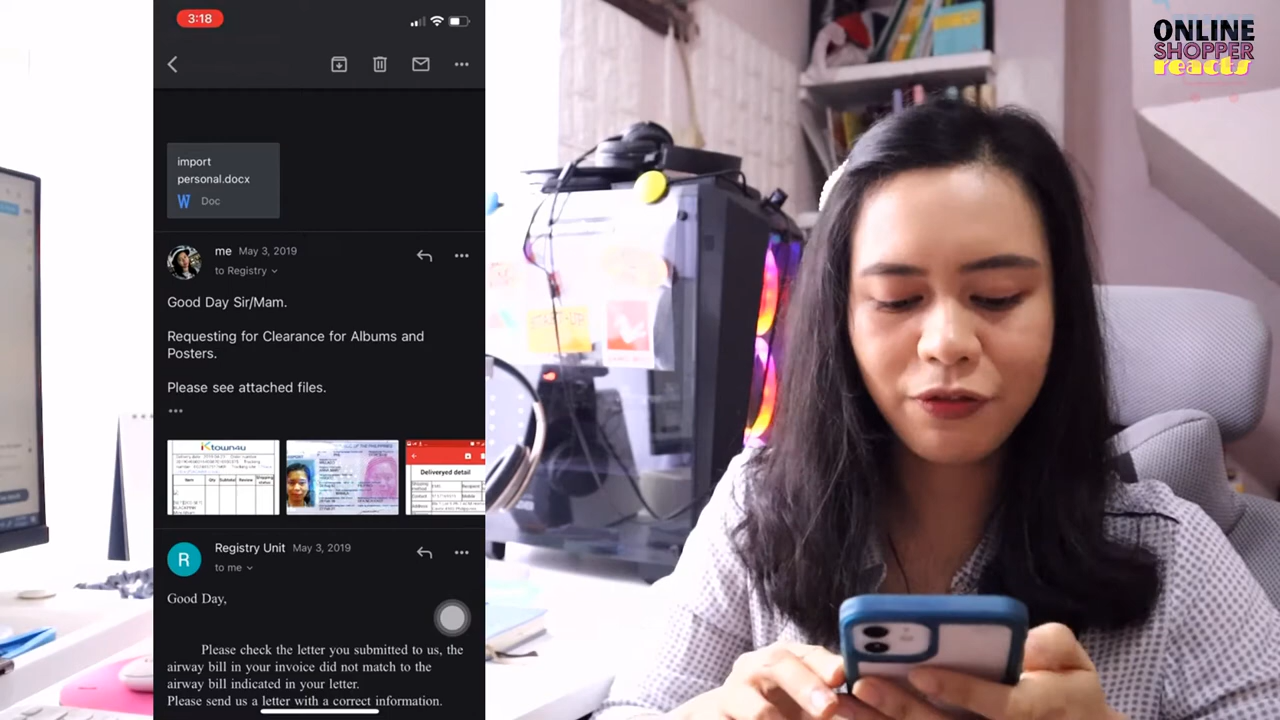 3:18
ONLINE
SHOPPER
reacts
import
personal.docx
W Doc
me May 3, 2019
to Registry
Good Day Sir/Mam.
Requesting for Clearance for Albums and
Posters.
Please see attached files.
Ktown4u
Deliveryed detail
R Registry Unit May 3, 2019
to me
Good Day,
Please check the letter you submitted to us, the
airway bill in your invoice did not match to the
airway bill indicated in your letter.
Please send us a letter with a correct information.